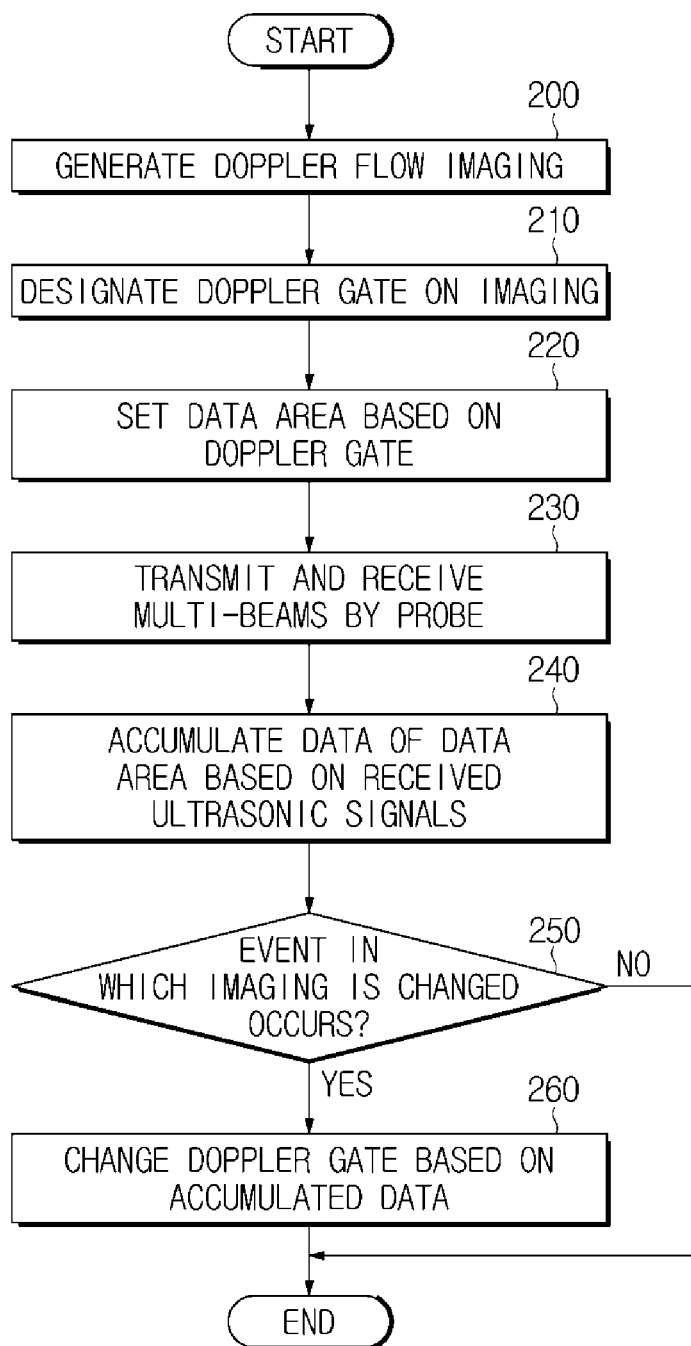 START
200
GENERATE DOPPLER FLOW IMAGING
210
DESIGNATE DOPPLER GATE ON IMAGING
220
SET DATA AREA BASED ON
DOPPLER GATE
230
TRANSMIT AND RECEIVE
MULTI-BEAMS BY PROBE
240
ACCUMULATE DATA OF DATA
AREA BASED ON RECEIVED
ULTRASONIC SIGNALS
250
EVENT IN
WHICH IMAGING IS CHANGED
OCCURS?
NO
YES
260
CHANGE DOPPLER GATE BASED ON
ACCUMULATED DATA
END